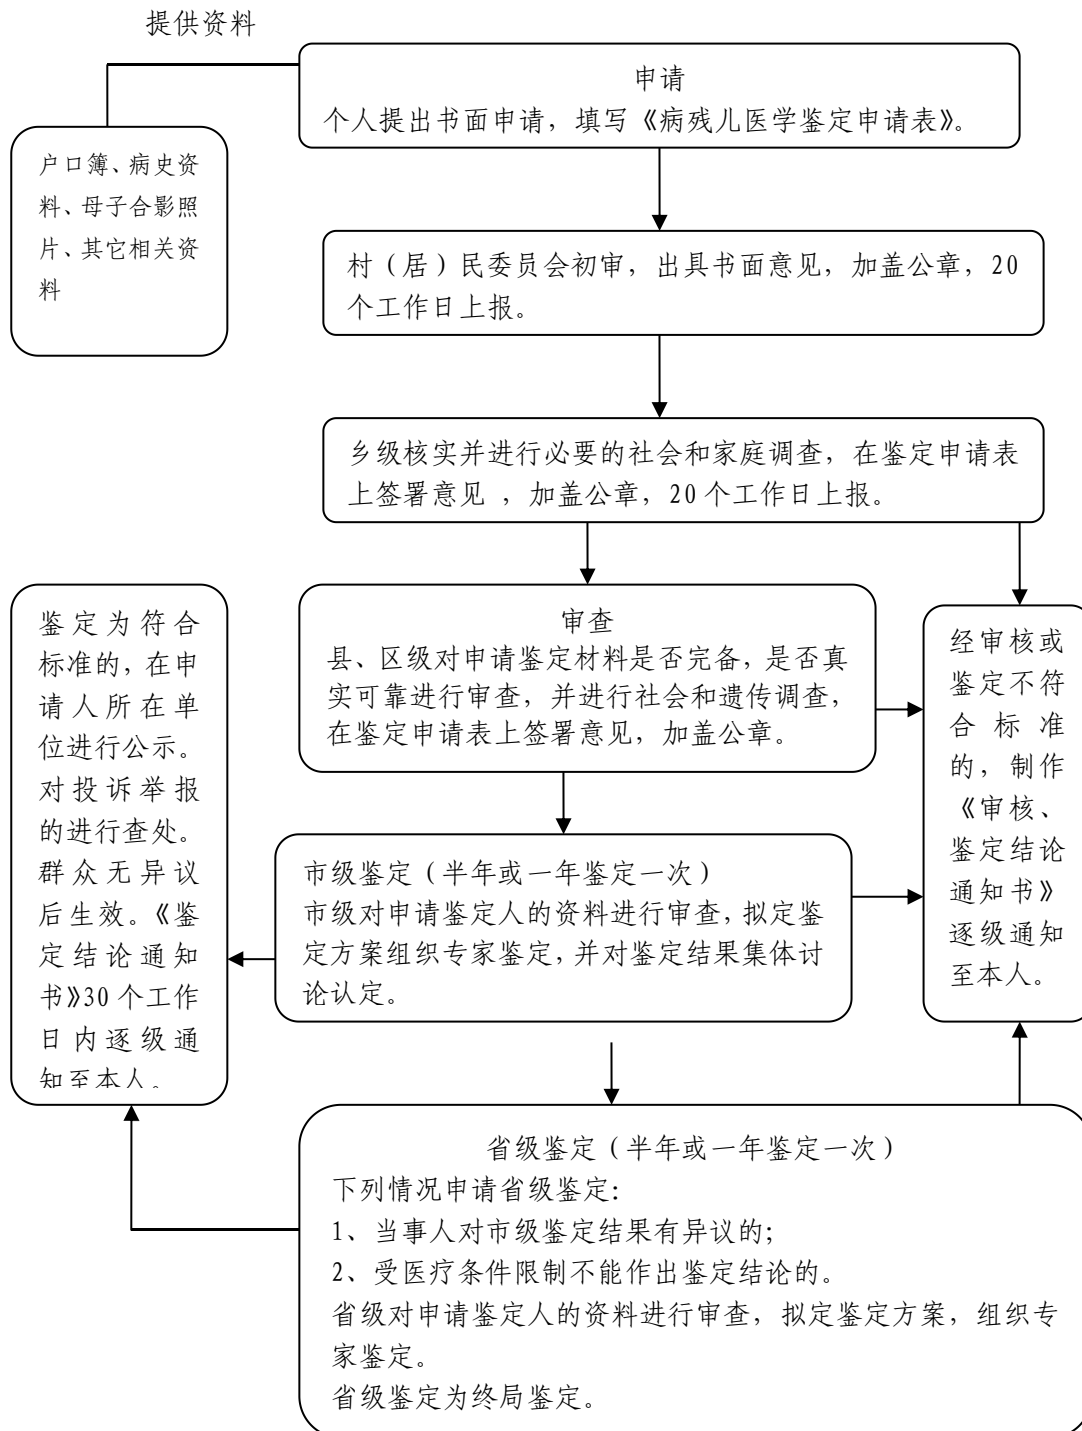 提供资料
申请
个人提出书面申请，填写《病残儿医学鉴定申请表》。
户口簿、病史资
料、母子合影照
片、其它相关资
料
村（居）民委员会初审，出具书面意见，加盖公章，20
个工作日上报。
乡级核实并进行必要的社会和家庭调查，在鉴定申请表
上签署意见 ，加盖公章，20 个工作日上报。
审查
县、区级对申请鉴定材料是否完备，是否真
实可靠进行审查，并进行社会和遗传调查，
在鉴定申请表上签署意见，加盖公章。
鉴定为符合
标准的，在申
请人所在单
位进行公示。
对投诉举报
的进行查处。
群众无异议
后生效。《鉴
定结论通知
书》30 个工作
日内逐级通
知至本人。
经审核或
鉴定不符
合标准
的，制作
《审核、
鉴定结论
通知书》
逐级通知
至本人。
市级鉴定（半年或一年鉴定一次）
市级对申请鉴定人的资料进行审查，拟定鉴
定方案组织专家鉴定，并对鉴定结果集体讨
论认定。
省级鉴定（半年或一年鉴定一次）
下列情况申请省级鉴定：
1、当事人对市级鉴定结果有异议的；
2、受医疗条件限制不能作出鉴定结论的。
省级对申请鉴定人的资料进行审查，拟定鉴定方案，组织专
家鉴定。
省级鉴定为终局鉴定。